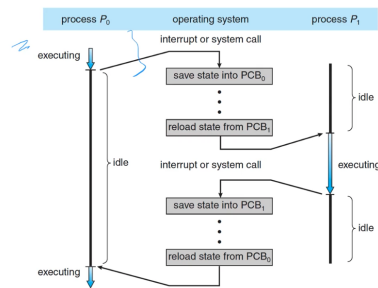 process P0 operating system process P1
interrupt or system call
executing
save state into PCB0
idle
reload state from PCB1
idle
interrupt or system call
executing
save state into PCB1
idle
reload state from PCB0
executing